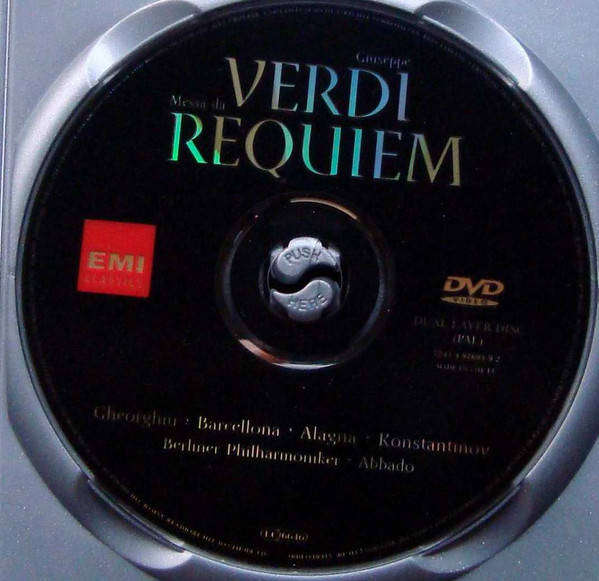 Giuseppe
VERDI
Messa da
REQUIEM
EMI
CLASSICS
PUSH
HERE
DVD
VIDEO
DUAL LAYER DISC
(PAL)
Gheorghiu · Barcellona · Alagna · Konstantinov
Berliner Philharmoniker · Abbado